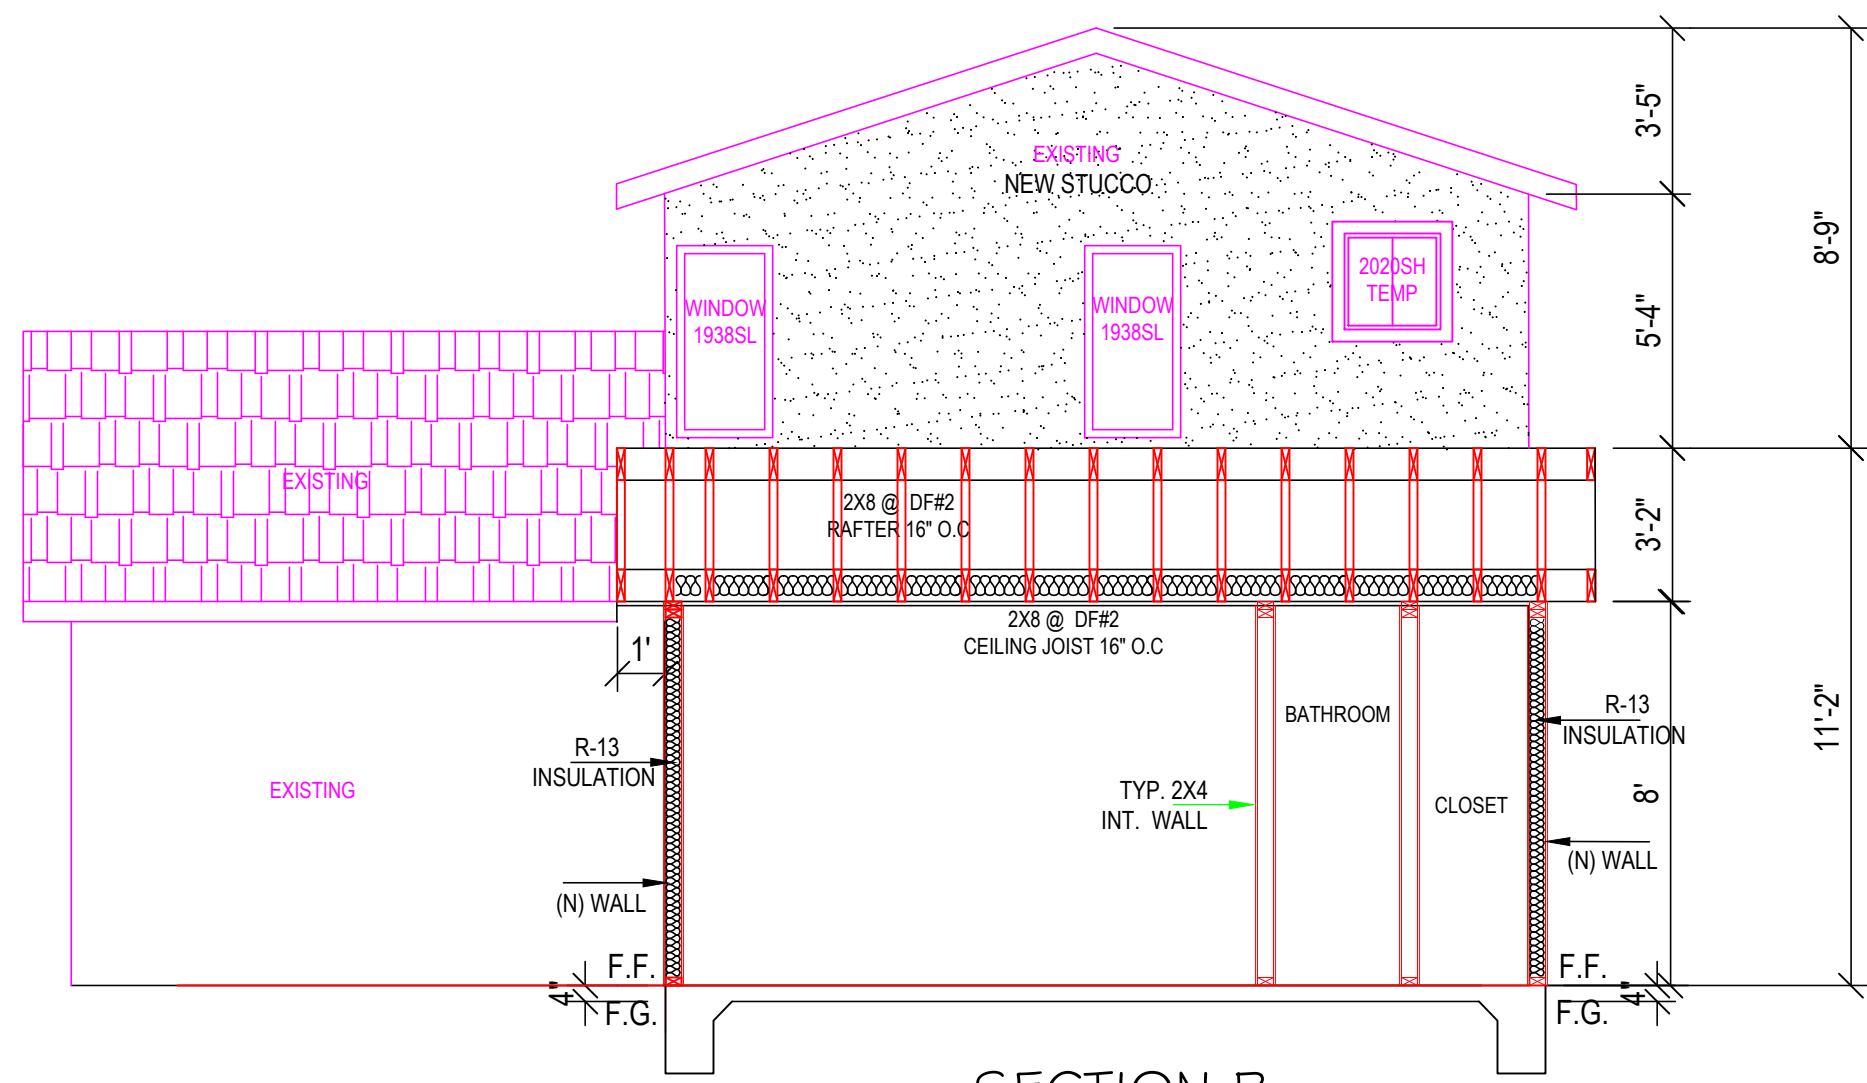 3'-5"
EXISTING
NEW STUCCO
8'-9"
2020SH
TEMP
WINDOW
1938SL
WINDOW
1938SL
5'-4"
EXISTING
2X8 @ DF#2
RAFTER 16" O.C
3'-2"
2X8 @ DF#2
CEILING JOIST 16" O.C
1'
BATHROOM
R-13
INSULATION
11'-2"
R-13
INSULATION
EXISTING
TYP. 2X4
INT. WALL
CLOSET
8'
(N) WALL
(N) WALL
F.F.
F.F.
4"
4"
F.G.
F.G.
SECTION B